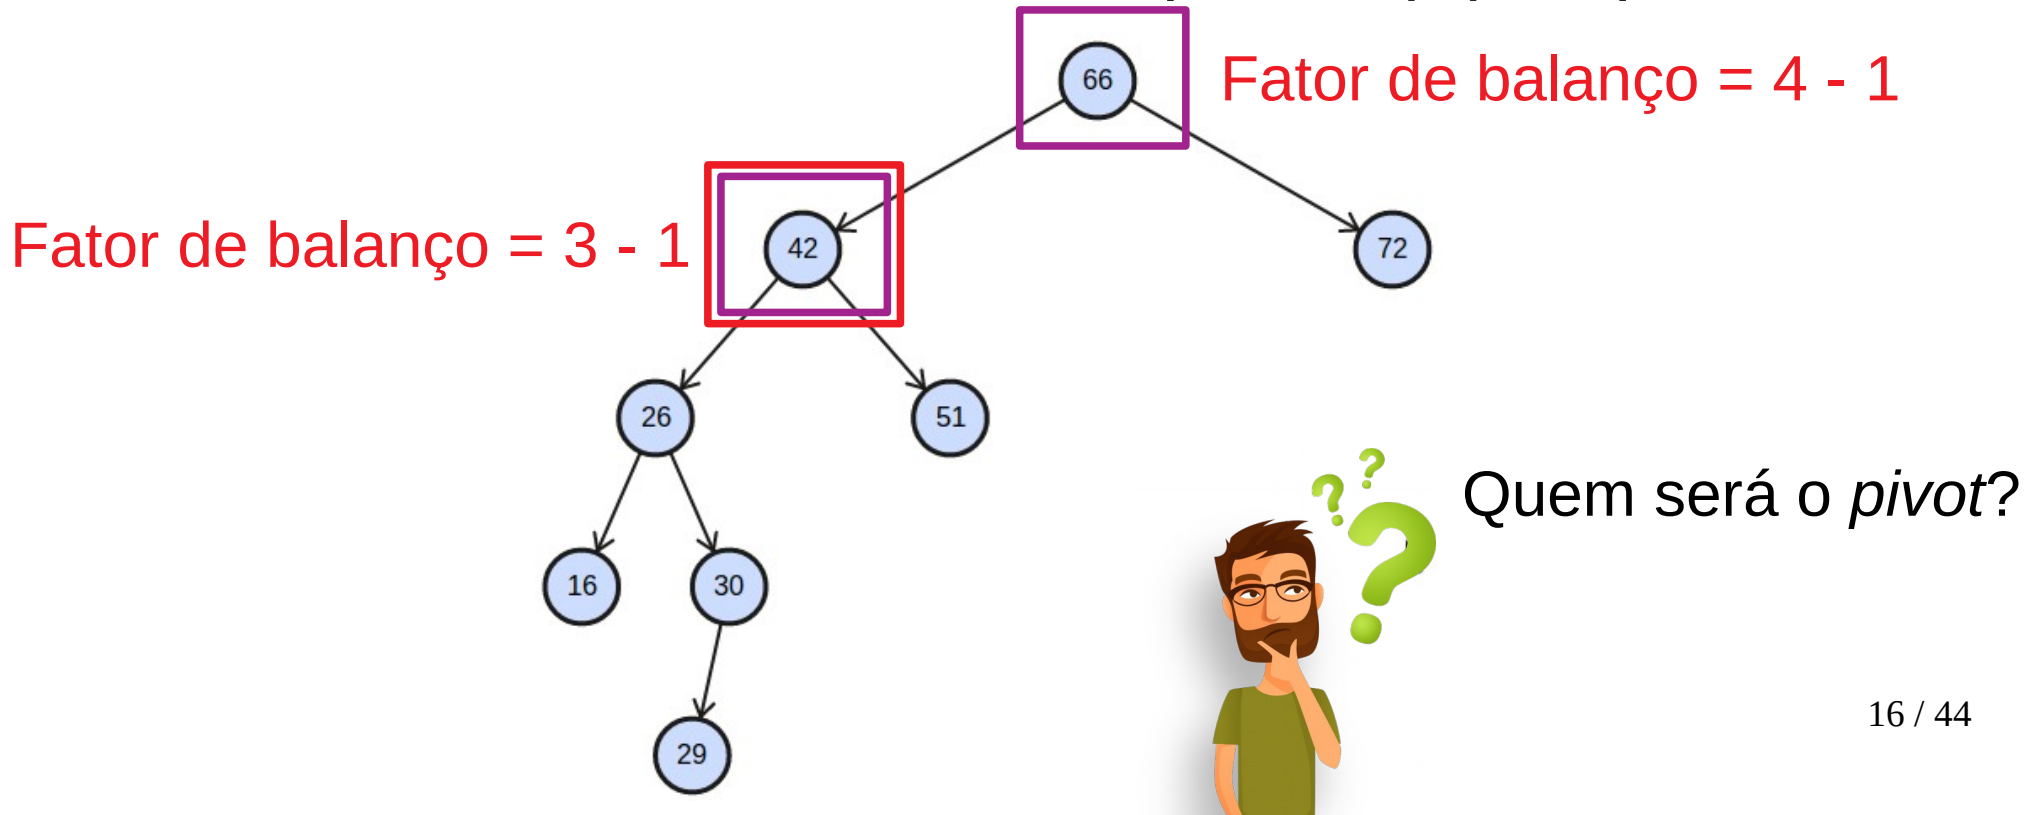 66
Fator de balanço = 4 - 1
Fator de balanço = 3 - 1
42
72
26
51
Quem será o pivot?
16
30
29
16 / 44